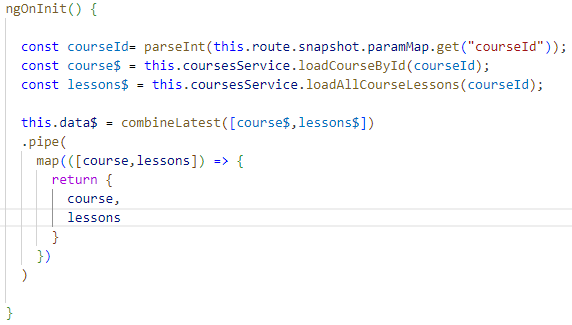 ngOnInit() {
const courseId= parseInt(this.route.snapshot.paramMap.get("courseId"));
const course$ = this.coursesService.loadCourseById(courseId);
const lessons$ = this.coursesService.loadAllCourseLessons(courseId);
this.data$ = combineLatest([course$,lessons$])
.pipe(
map(([course,lessons]) => {
return {
course,
lessons
}
})
)
}